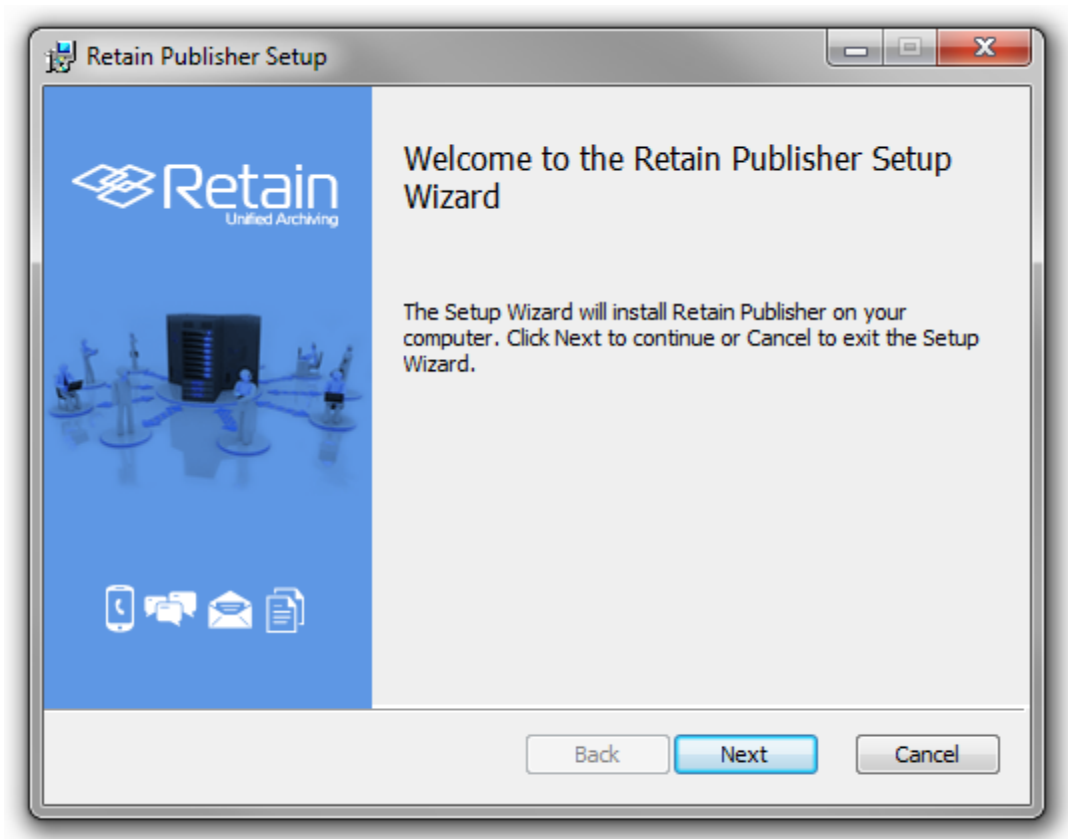 Retain Publisher Setup
Retain
Unified Archiving
Welcome to the Retain Publisher Setup
Wizard
The Setup Wizard will install Retain Publisher on your
computer. Click Next to continue or Cancel to exit the Setup
Wizard.
Back
Next
Cancel